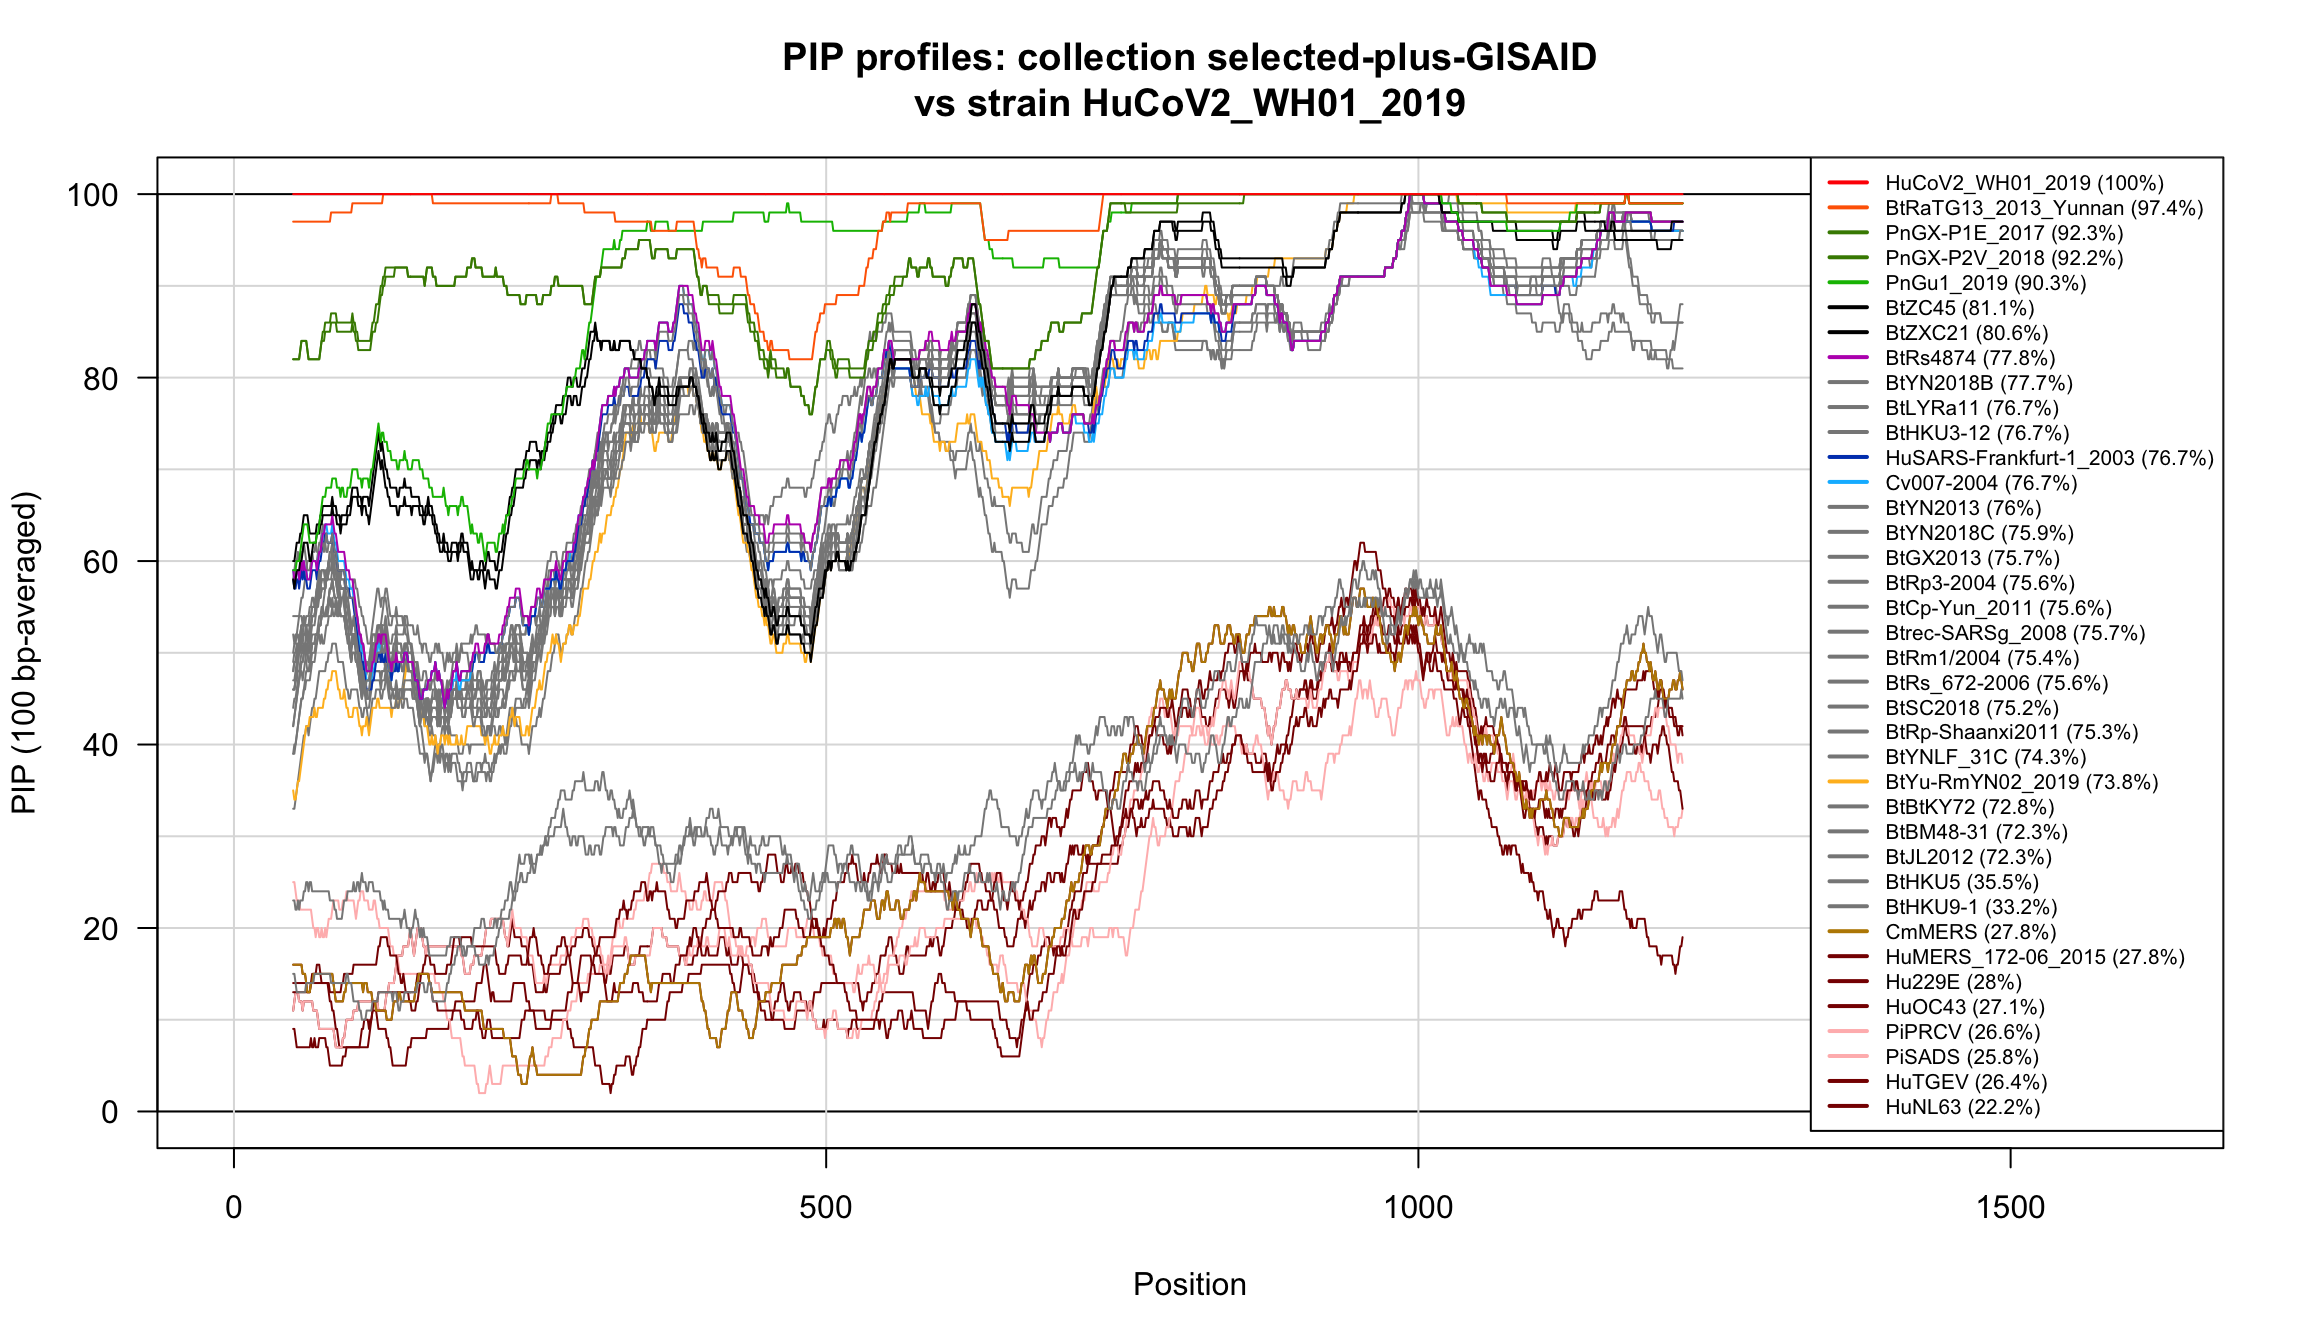 PIP profiles: collection selected-plus-GISAID
vs strain HuCoV2_WH01_2019
PIP (100 bp-averaged)
100
80
60
40
20
0
0
500
1000
1500
Position
HuCoV2_WH01_2019 (100%)
BtRaTG13_2013_Yunnan (97.4%)
PnGX-P1E_2017 (92.3%)
PnGX-P2V_2018 (92.2%)
PnGu1_2019 (90.3%)
BtZC45 (81.1%)
BtZXC21 (80.6%)
BtRs4874 (77.8%)
BtYN2018B (77.7%)
BtLYRa11 (76.7%)
BtHKU3-12 (76.7%)
HuSARS-Frankfurt-1_2003 (76.7%)
Cv007-2004 (76.7%)
BtYN2013 (76%)
BtYN2018C (75.9%)
BtGX2013 (75.7%)
BtRp3-2004 (75.6%)
BtCp-Yun_2011 (75.6%)
Btrec-SARSg_2008 (75.7%)
BtRm1/2004 (75.4%)
BtRs_672-2006 (75.6%)
BtSC2018 (75.2%)
BtRp-Shaanxi2011 (75.3%)
BtYNLF_31C (74.3%)
BtYu-RmYN02_2019 (73.8%)
BtBtKY72 (72.8%)
BtBM48-31 (72.3%)
BtJL2012 (72.3%)
BtHKU5 (35.5%)
BtHKU9-1 (33.2%)
CmMERS (27.8%)
HuMERS_172-06_2015 (27.8%)
Hu229E (28%)
HuOC43 (27.1%)
PiPRCV (26.6%)
PiSADS (25.8%)
HuTGEV (26.4%)
HuNL63 (22.2%)